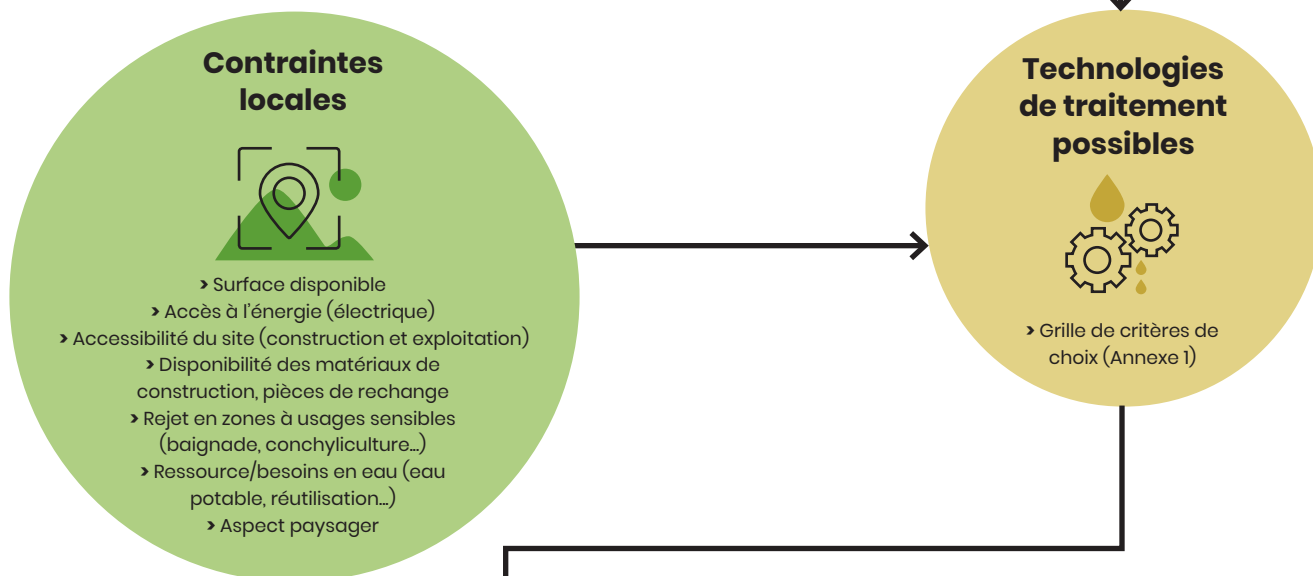 Contraintes
locales
> Surface disponible
> Accès à l'énergie (électrique)
> Accessibilité du site (construction et exploitation)
> Disponibilité des matériaux de
construction, pièces de rechange
> Rejet en zones à usages sensibles
(baignade, conchyliculture...)
> Ressource/besoins en eau (eau
potable, réutilisation...)
> Aspect paysager
Technologies
de traitement
possibles
> Grille de critères de
choix (Annexe 1)